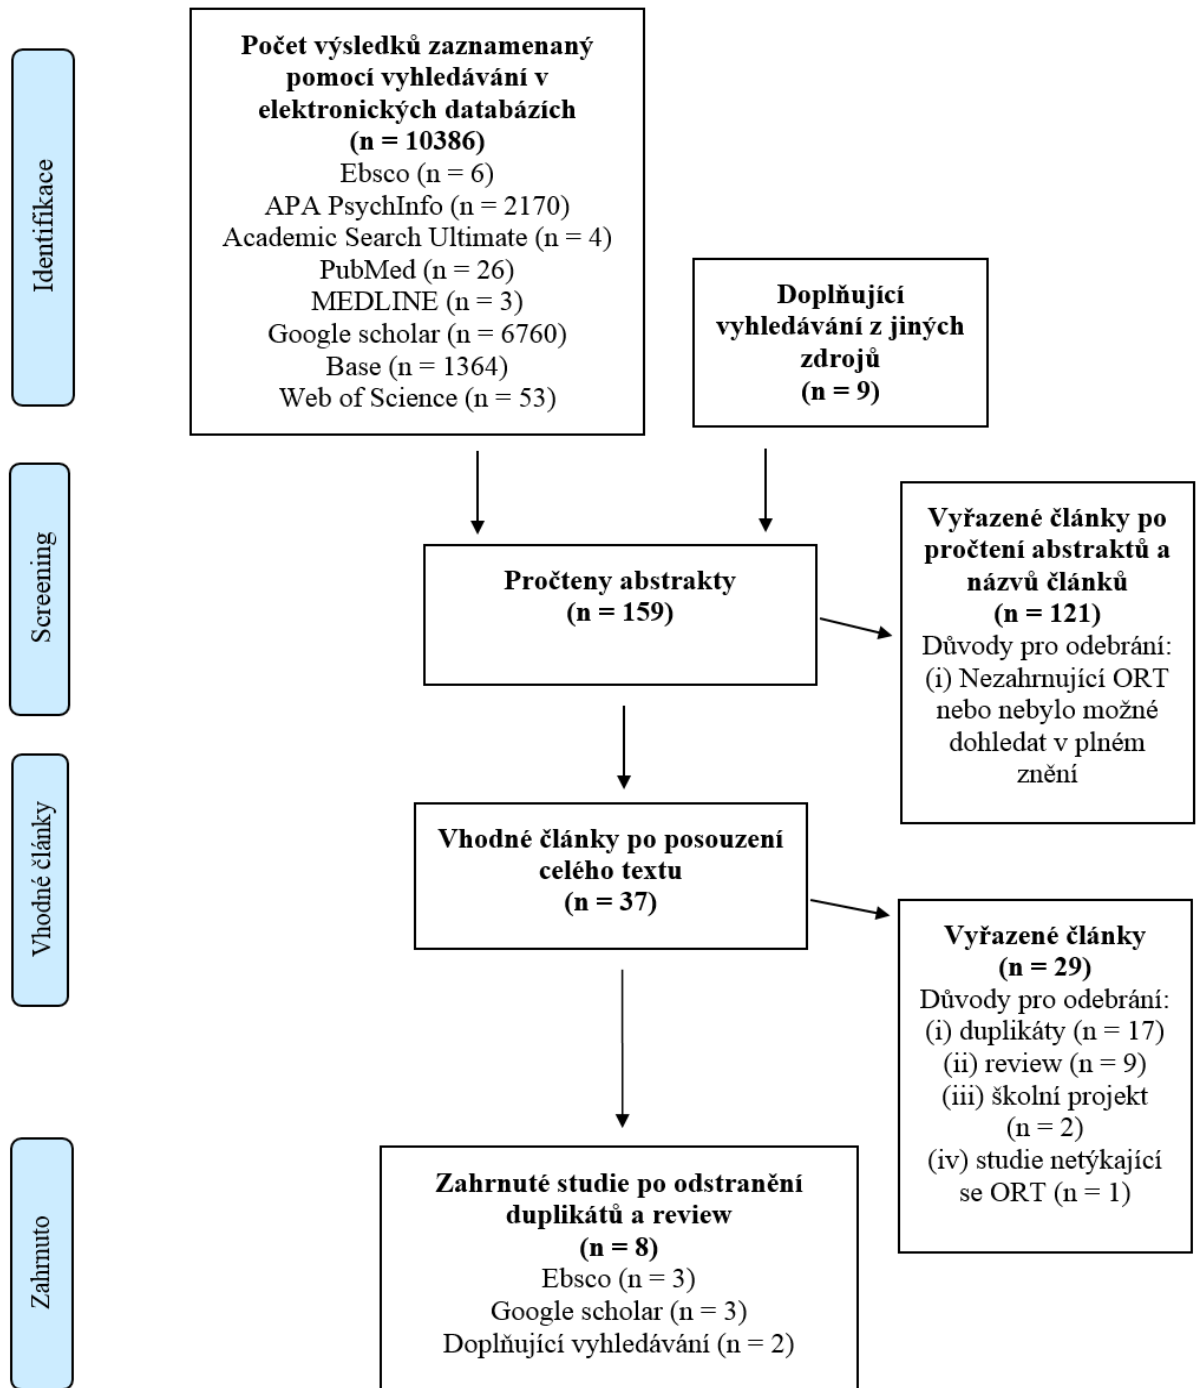 Identifikace
Počet výsledků zaznamenaný
pomocí vyhledávání v
elektronických databázích
(n = 10386)
Ebsco (n = 6)
APA PsychInfo (n = 2170)
Academic Search Ultimate (n = 4)
PubMed (n = 26)
MEDLINE (n = 3)
Google scholar (n = 6760)
Base (n = 1364)
Web of Science (n = 53)
Doplňující
vyhledávání z jiných
zdrojů
(n = 9)
Screening
Pročteny abstrakty
(n = 159)
Vyřazené články po
pročtení abstraktů a
názvů článků
(n = 121)
Důvody pro odebrání:
(i) Nezahrnující ORT
nebo nebylo možné
dohledat v plném
znění
Vhodné články
Vhodné články po posouzení
celého textu
(n = 37)
Vyřazené články
(n = 29)
Důvody pro odebrání:
(i) duplikáty (n = 17)
(ii) review (n = 9)
(iii) školní projekt
(n = 2)
(iv) studie netýkající
se ORT (n = 1)
Zahrnuto
Zahrnuté studie po odstranění
duplikátů a review
(n = 8)
Ebsco (n = 3)
Google scholar (n = 3)
Doplňující vyhledávání (n = 2)